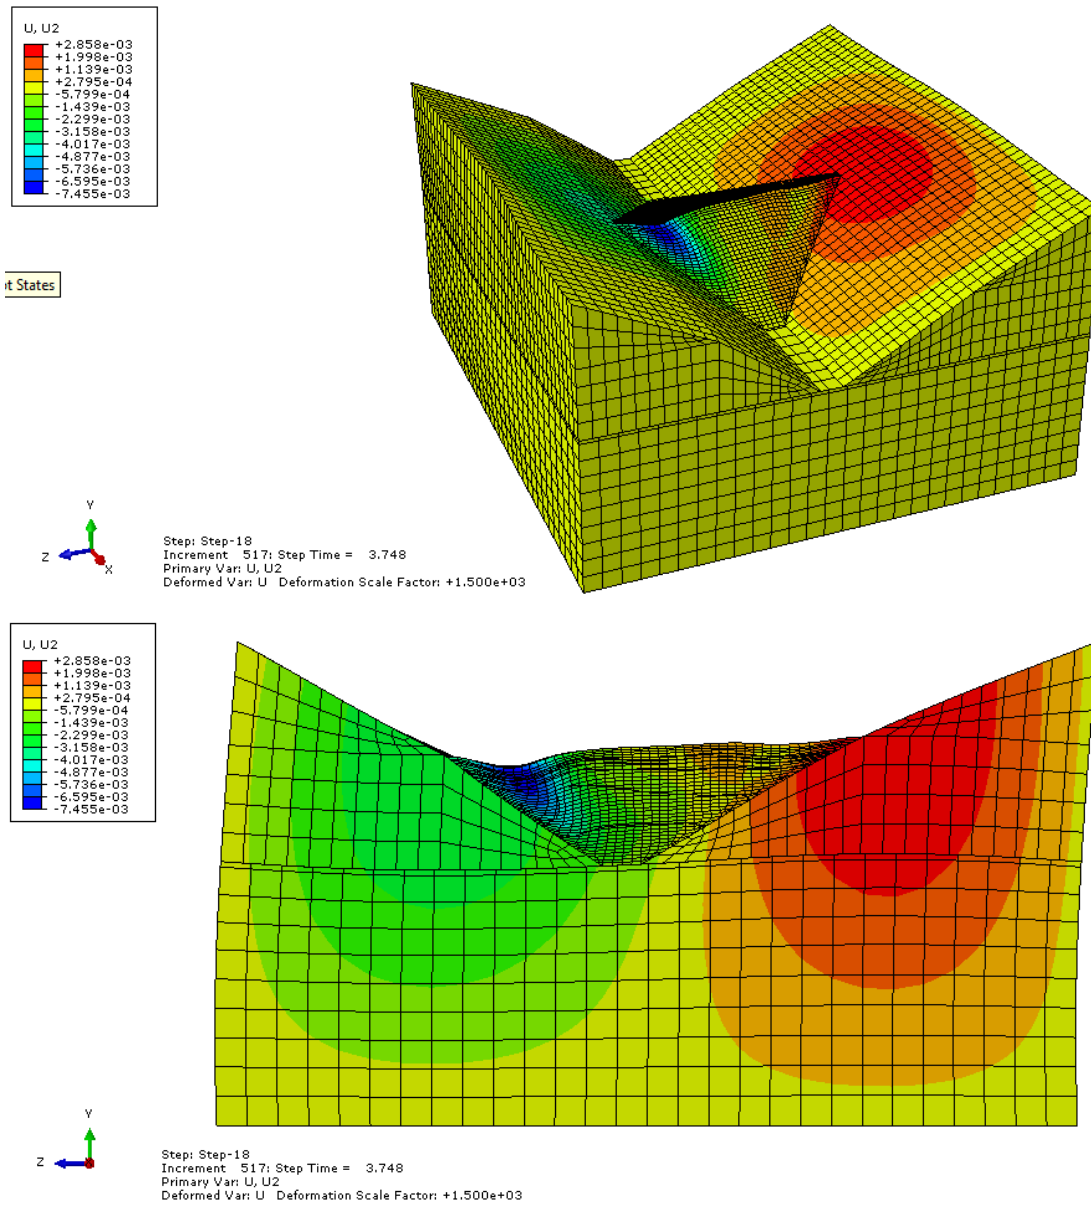 U, U2
+2.858e-03
+1.998e-03
+1.139e-03
+2.795e-04
-5.799e-04
-1.439e-03
-2.299e-03
-3.158e-03
-4.017e-03
-4.877e-03
-5.736e-03
-6.595e-03
-7.455e-03
ot States
Y
Z
X
Step: Step-18
Increment 517: Step Time = 3.748
Primary Var: U, U2
Deformed Var: U Deformation Scale Factor: +1.500e+03
U, U2
+2.858e-03
+1.998e-03
+1.139e-03
+2.795e-04
-5.799e-04
-1.439e-03
-2.299e-03
-3.158e-03
-4.017e-03
-4.877e-03
-5.736e-03
-6.595e-03
-7.455e-03
Y
Z
Step: Step-18
Increment 517: Step Time = 3.748
Primary Var: U, U2
Deformed Var: U Deformation Scale Factor: +1.500e+03